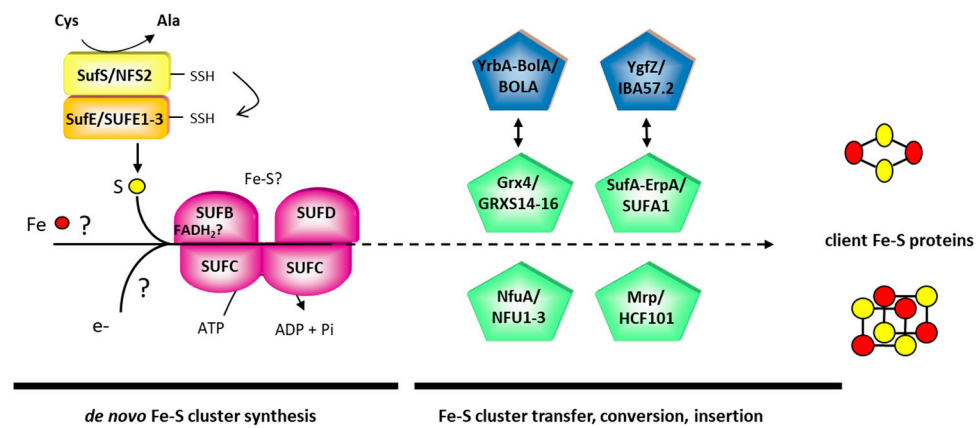 Cys
Ala
SufS/NFS2
SSH
SufE/SUFE1-3
SSH
S
Fe-S?
Fe
?
SUFB
SUFD
FADH2?
SUFC
SUFC
?
e-
ATP
ADP + Pi
YrbA-BolA/
BOLA
YgfZ/
IBA57.2
Grx4/
GRXS14-16
SufA-ErpA/
SUFA1
NfuA/
NFU1-3
Mrp/
HCF101
client Fe-S proteins
de novo Fe-S cluster synthesis
Fe-S cluster transfer, conversion, insertion